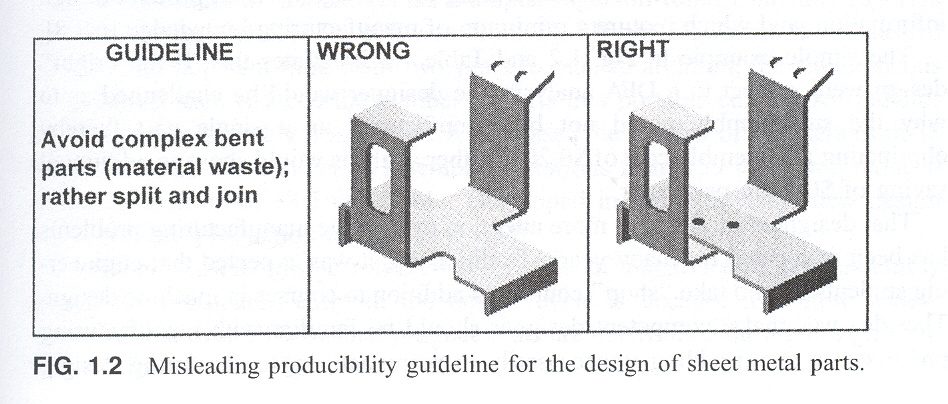 GUIDELINE WRONG RIGHT
Avoid complex bent
parts (material waste);
rather split and join
FIG. 1.2 Misleading producibility guideline for the design of sheet metal parts.